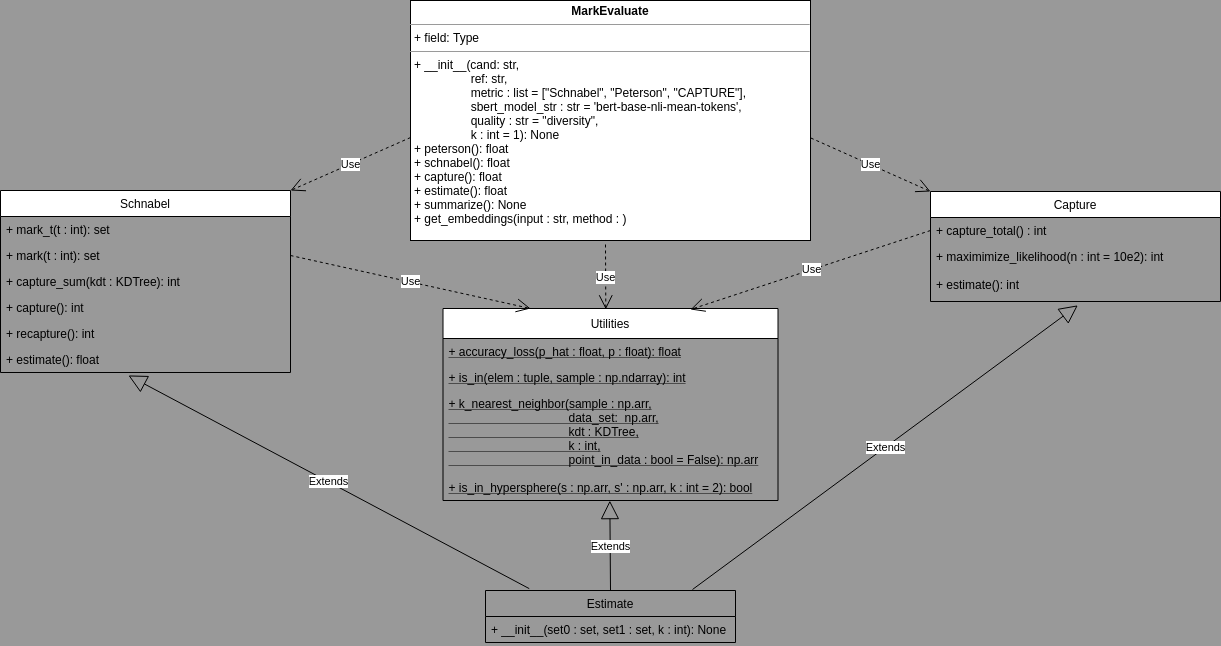 MarkEvaluate
+ field: Type
+ __init__(cand: str,
ref: str,
metric : list = ["Schnabel", "Peterson", "CAPTURE"],
sbert_model_str : str = 'bert-base-nli-mean-tokens',
quality : str = "diversity",
k : int = 1): None
+ peterson(): float
+ schnabel(): float
+ capture(): float
+ estimate(): float
+ summarize(): None
+ get_embeddings(input : str, method : )
Use
Use
Schnabel
+ mark_t(t : int): set
+ mark(t : int): set
+ capture_sum(kdt : KDTree): int
+ capture(): int
+ recapture(): int
+ estimate(): float
Capture
+ capture_total() : int
+ maximimize_likelihood(n : int = 10e2): int
+ estimate(): int
Use
Use
Use
Utilities
+ accuracy_loss(p_hat : float, p : float): float
+ is_in(elem : tuple, sample : np.ndarray): int
+ k_nearest_neighbor(sample : np.arr,
data_set:  np.arr,
kdt : KDTree,
k : int,
point_in_data : bool = False): np.arr
+ is_in_hypersphere(s : np.arr, s' : np.arr, k : int = 2): bool
Extends
Extends
Extends
Estimate
+ __init__(set0 : set, set1 : set, k : int): None